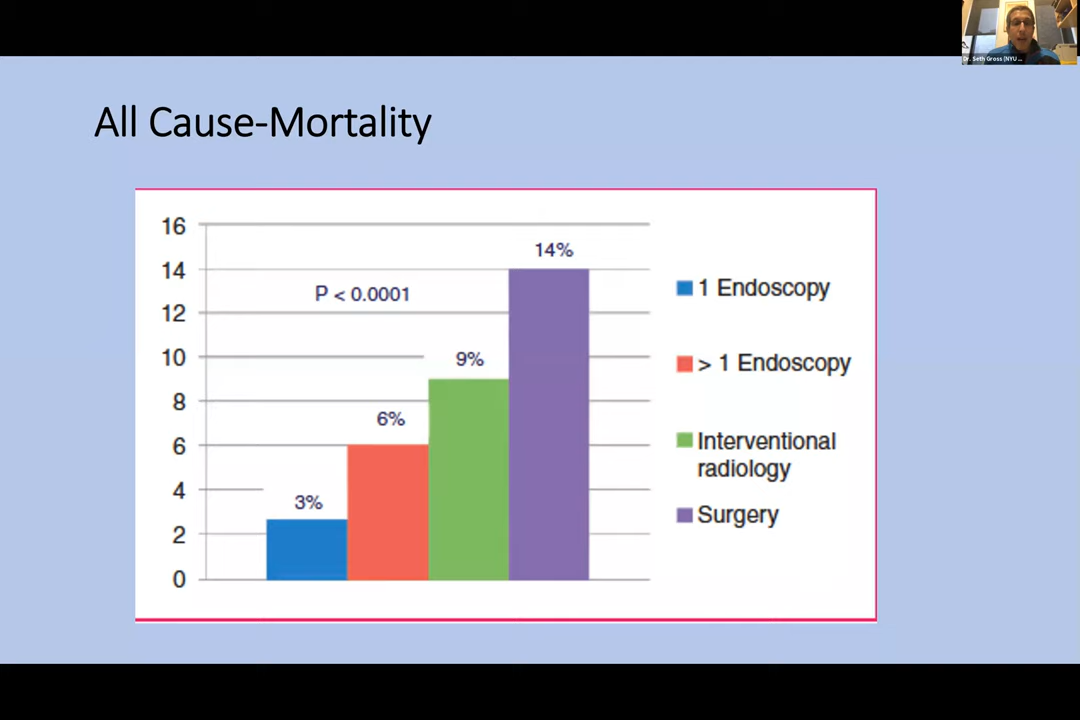 Dr. Seth Gross (NYU ...
All Cause-Mortality
16
14
12
10
8
6
4
2
0
P < 0.0001
3%
6%
9%
14%
1 Endoscopy
> 1 Endoscopy
Interventional
radiology
Surgery